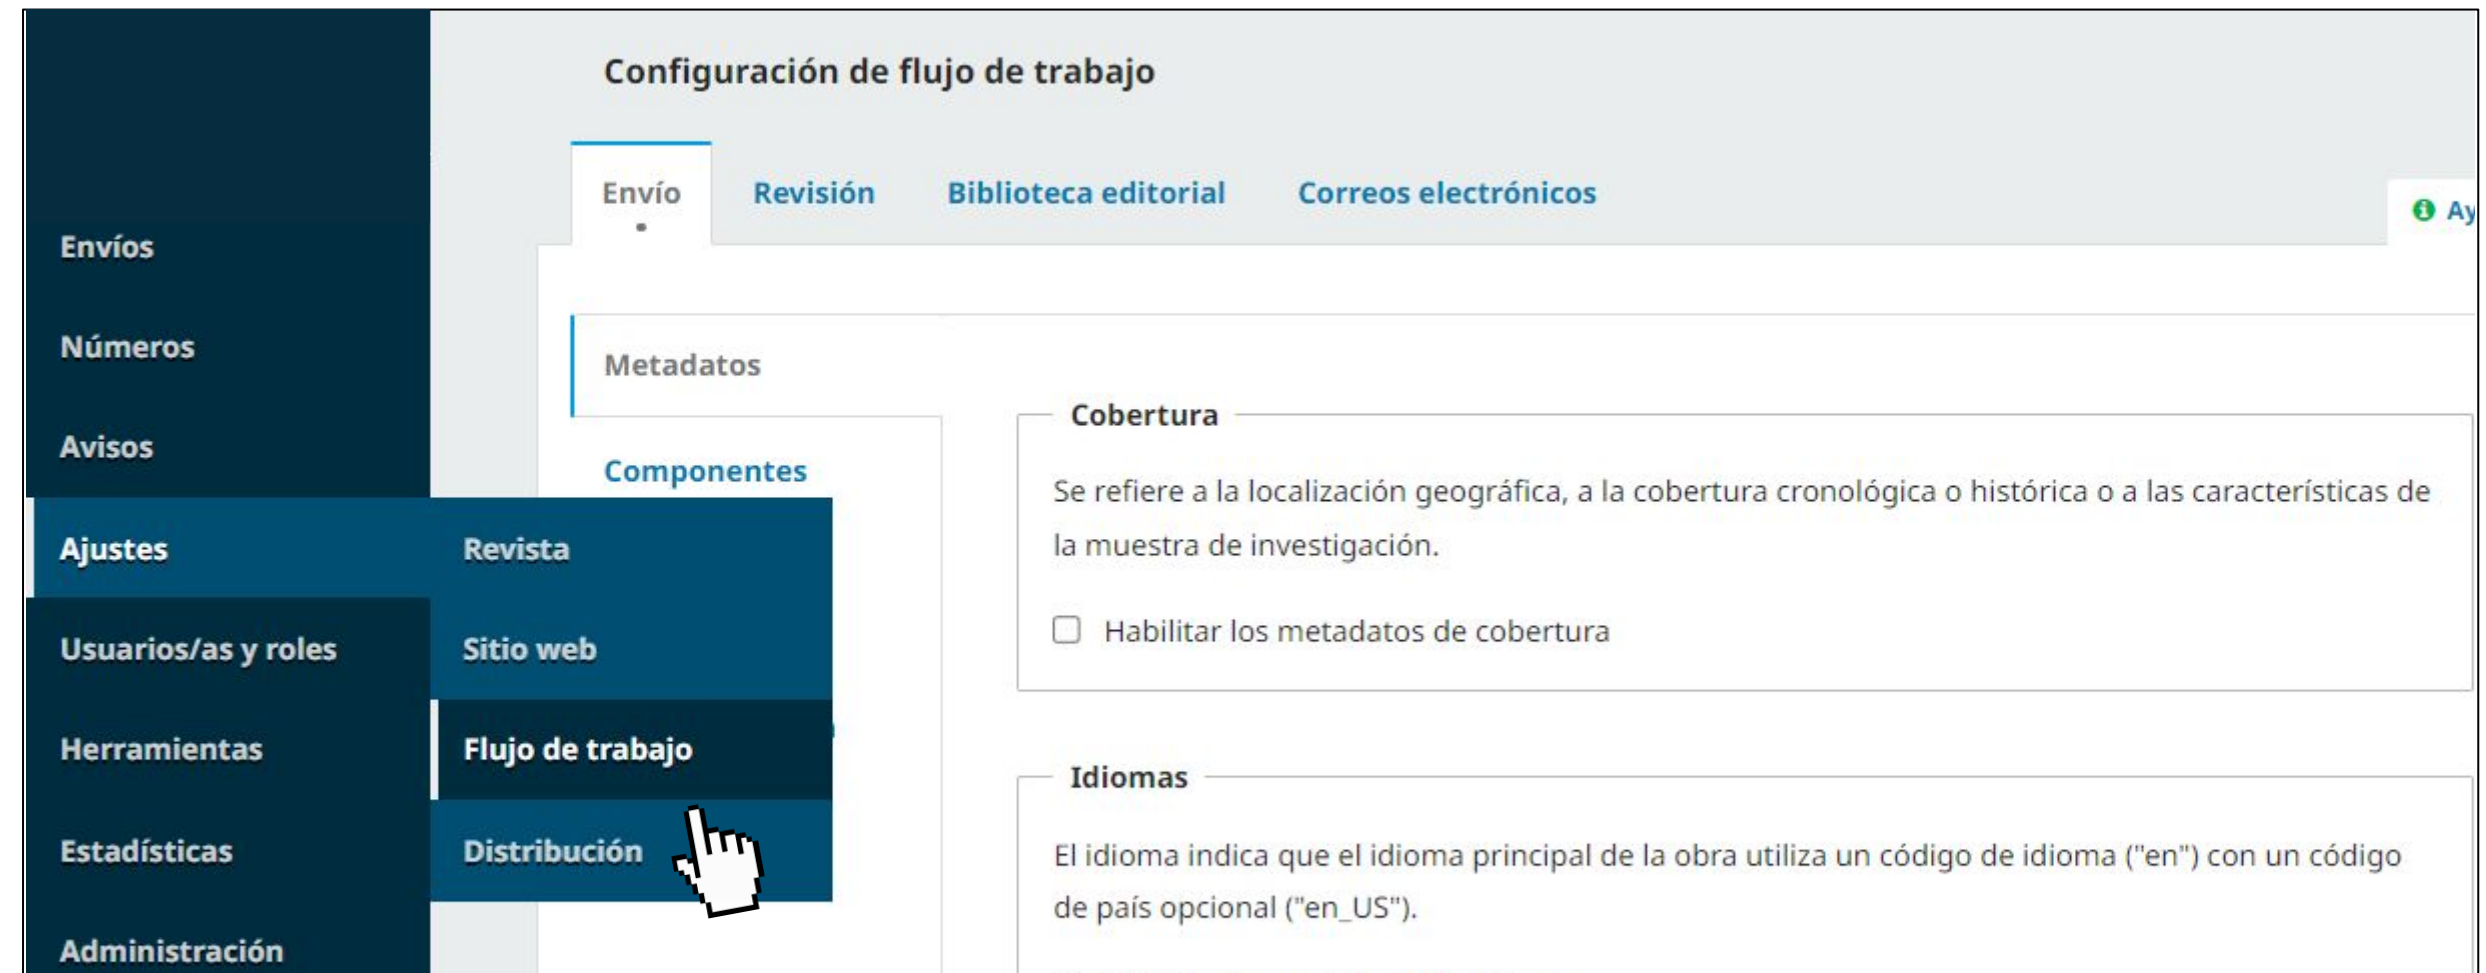 Configuración de flujo de trabajo
Envío
Revisión
Biblioteca editorial
Correos electrónicos
Envíos
Números
Avisos
Ajustes
Usuarios/as y roles
Herramientas
Estadísticas
Administración
Revista
Sitio web
Flujo de trabajo
Distribución
Metadatos
Componentes
Cobertura
Se refiere a la localización geográfica, a la cobertura cronológica o histórica o a las características de
la muestra de investigación.
Habilitar los metadatos de cobertura
Idiomas
El idioma indica que el idioma principal de la obra utiliza un código de idioma ("en") con un código
de país opcional ("en_US").